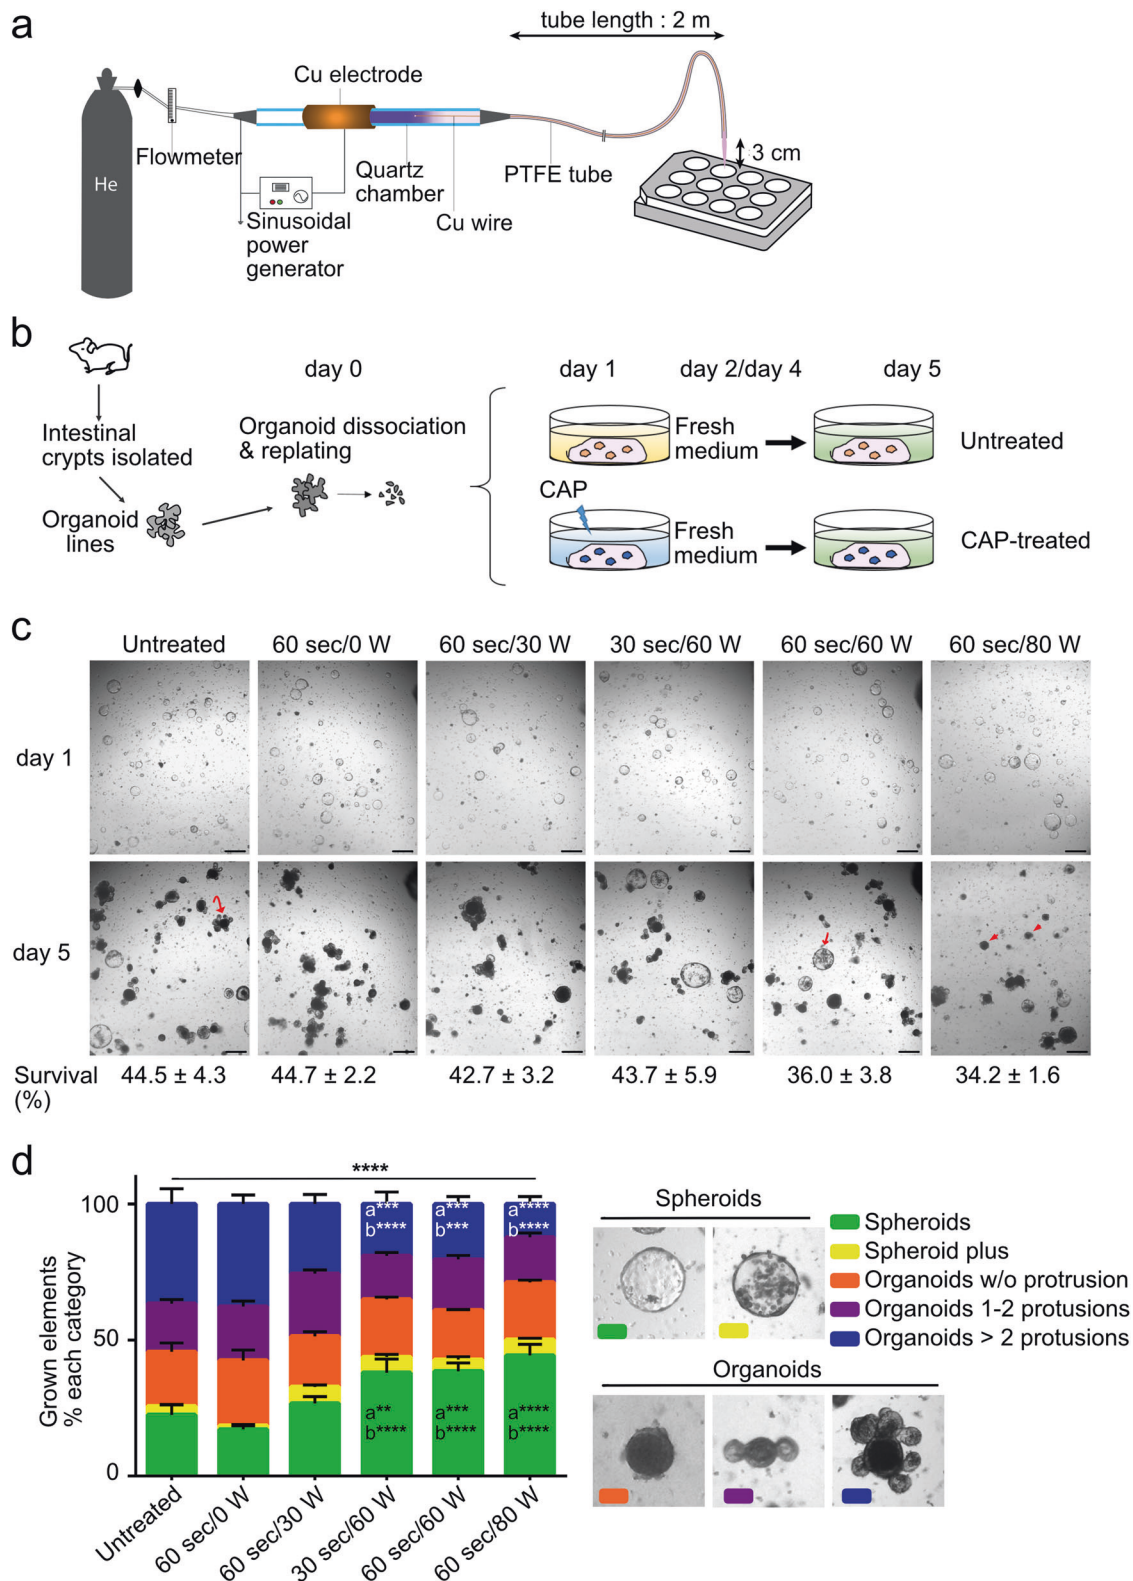 a
tube length : 2 m
Cu electrode
Flowmeter
He
Quartz
chamber
PTFE tube
3 cm
Cu wire
Sinusoidal
power
generator
b
day 0
day 1
day 2/day 4
day 5
Intestinal
crypts isolated
Organoid
lines
Organoid dissociation
& replating
Fresh
medium
Untreated
CAP
Fresh
medium
CAP-treated
c
Untreated
60 sec/0 W
60 sec/30 W
30 sec/60 W
60 sec/60 W
60 sec/80 W
day 1
day 5
Survival
(%)
44.5 ± 4.3
44.7 ± 2.2
42.7 ± 3.2
43.7 ± 5.9
36.0 ± 3.8
34.2 ± 1.6
d
****
Grown elements
% each category
100
50
0
a***
b****
a***
b***
a****
b****
a**
b****
a***
b****
a****
b****
Untreated
60 sec/0 W
60 sec/30 W
30 sec/60 W
60 sec/60 W
60 sec/80 W
Spheroids
Spheroids
Spheroid plus
Organoids w/o protrusion
Organoids 1-2 protusions
Organoids > 2 protusions
Organoids